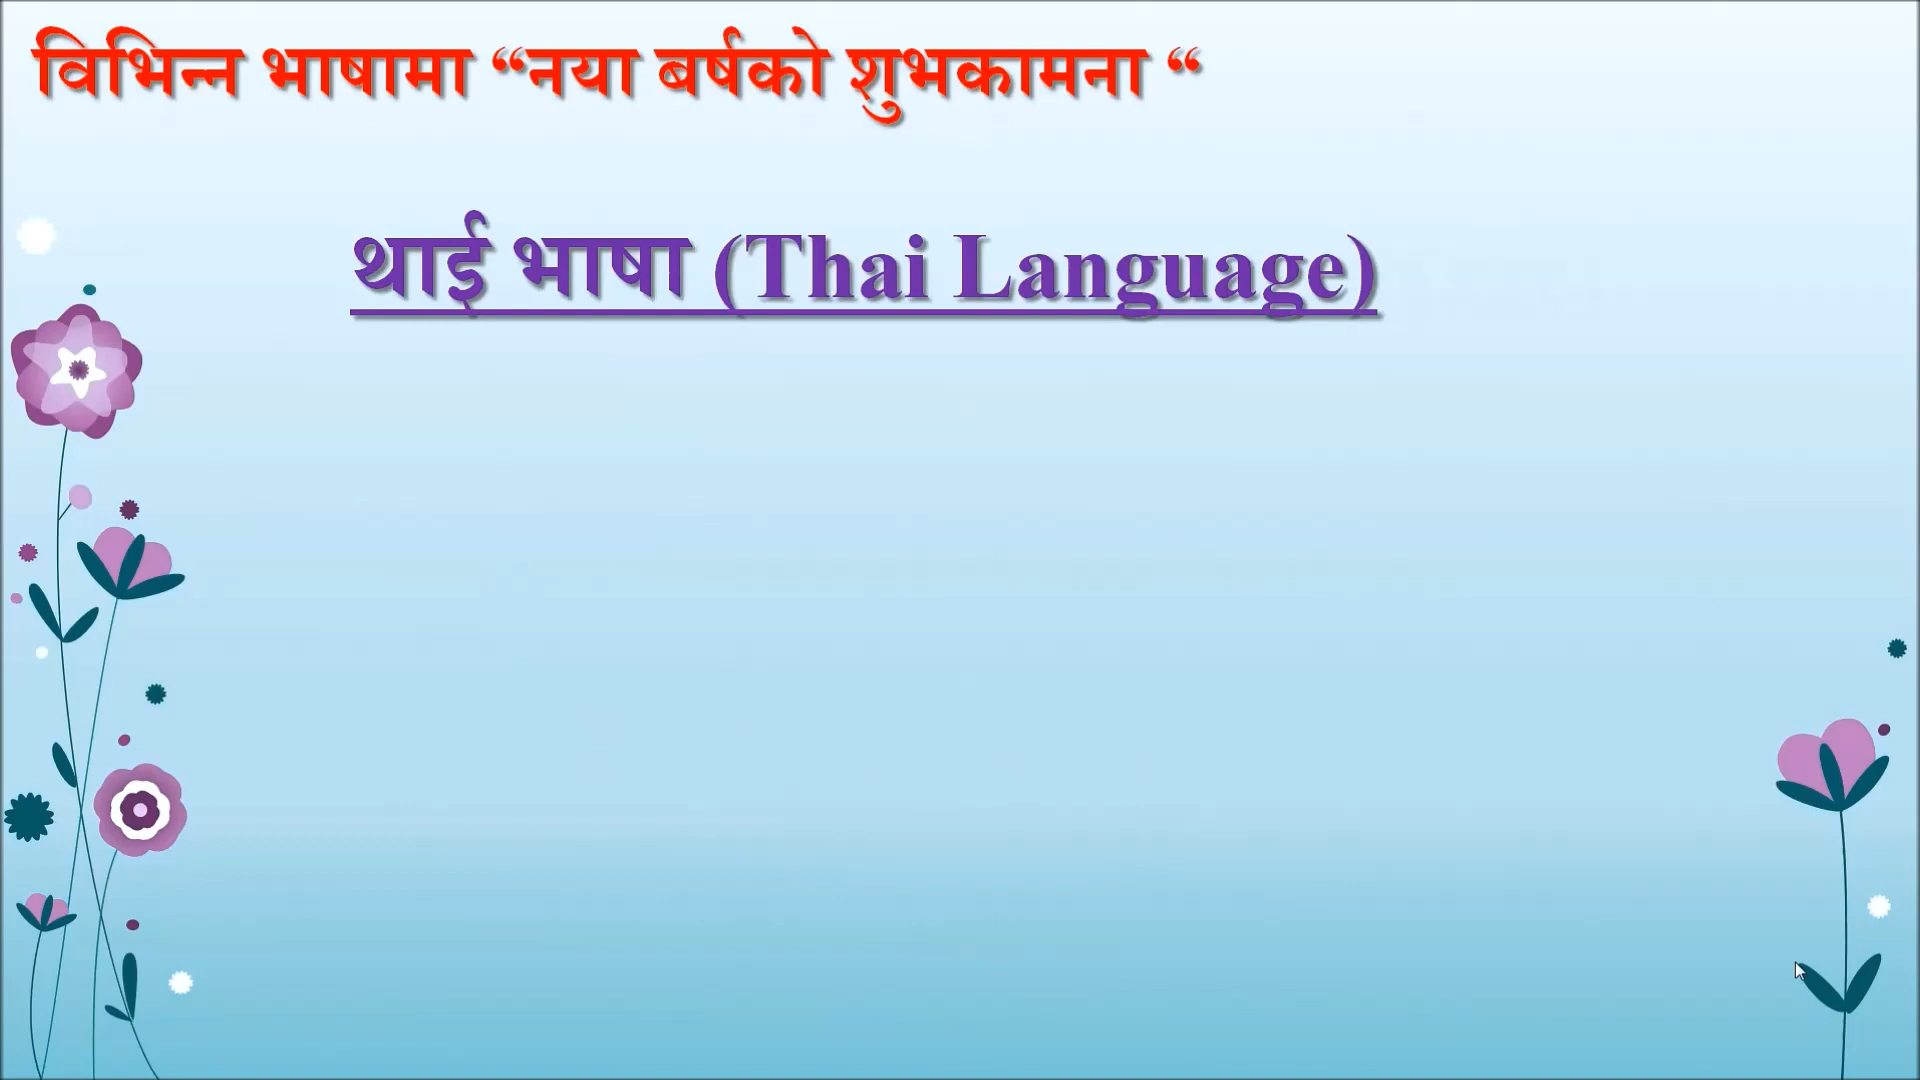 विभिन्न भाषामा “नया बर्षको शुभकामना “
थाई भाषा (Thai Language)